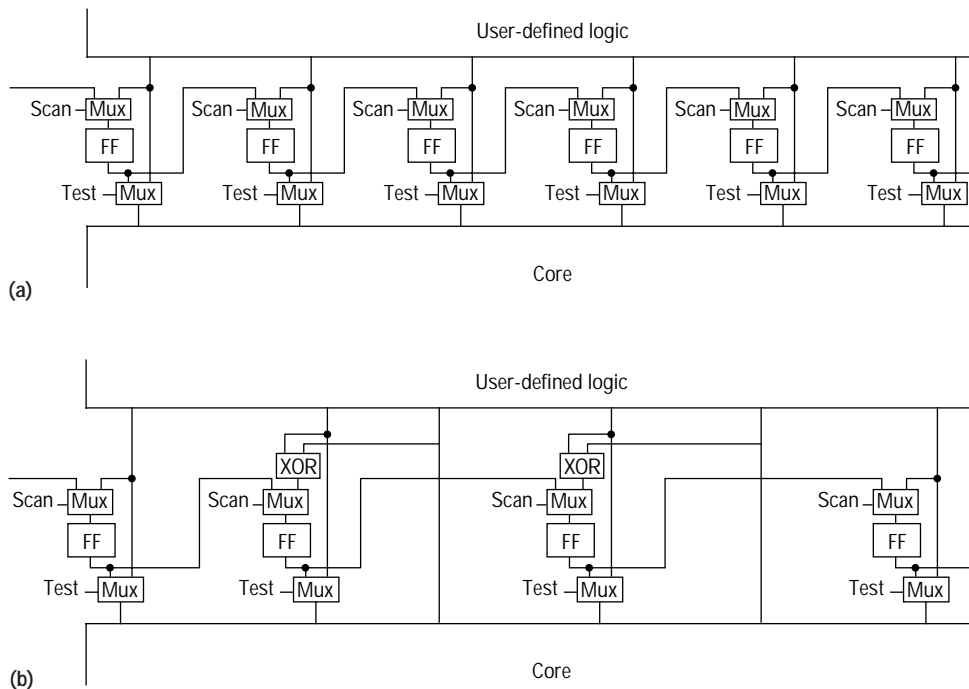 User-defined logic
Scan Mux Scan Mux Scan Mux Scan Mux Scan Mux Scan Mux
FF FF FF FF FF FF
Test Mux Test Mux Test Mux Test Mux Test Mux Test Mux
Core
(a)
User-defined logic
XOR XOR
Scan Mux Scan Mux Scan Mux Scan Mux
FF FF FF FF
Test Mux Test Mux Test Mux Test Mux
Core
(b)